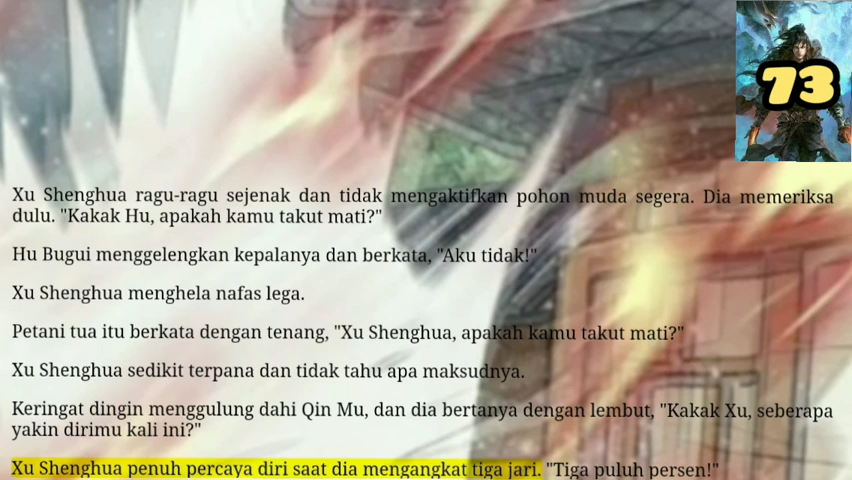 73
Xu Shenghua ragu-ragu sejenak dan tidak mengaktifkan pohon muda segera. Dia memeriksa
dulu. "Kakak Hu, apakah kamu takut mati?"
Hu Bugui menggelengkan kepalanya dan berkata, "Aku tidak!"
Xu Shenghua menghela nafas lega.
Petani tua itu berkata dengan tenang, "Xu Shenghua, apakah kamu takut mati?"
Xu Shenghua sedikit terpana dan tidak tahu apa maksudnya.
Keringat dingin menggulung dahi Qin Mu, dan dia bertanya dengan lembut, "Kakak Xu, seberapa
yakin dirimu kali ini?"
Xu Shenghua penuh percaya diri saat dia mengangkat tiga jari. "Tiga puluh persen!"